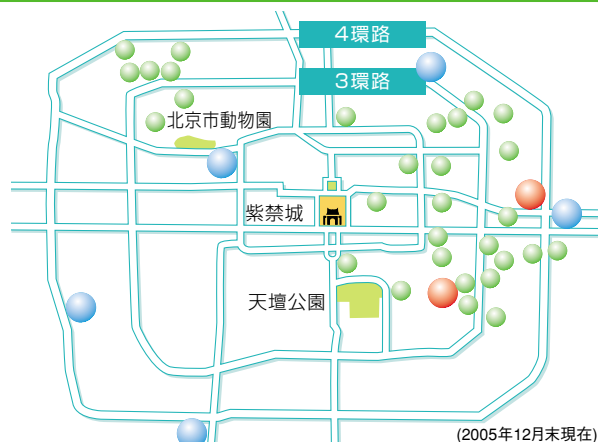 4環路
3環路
北京市動物園
紫禁城
天壇公園
(2005年12月末現在)